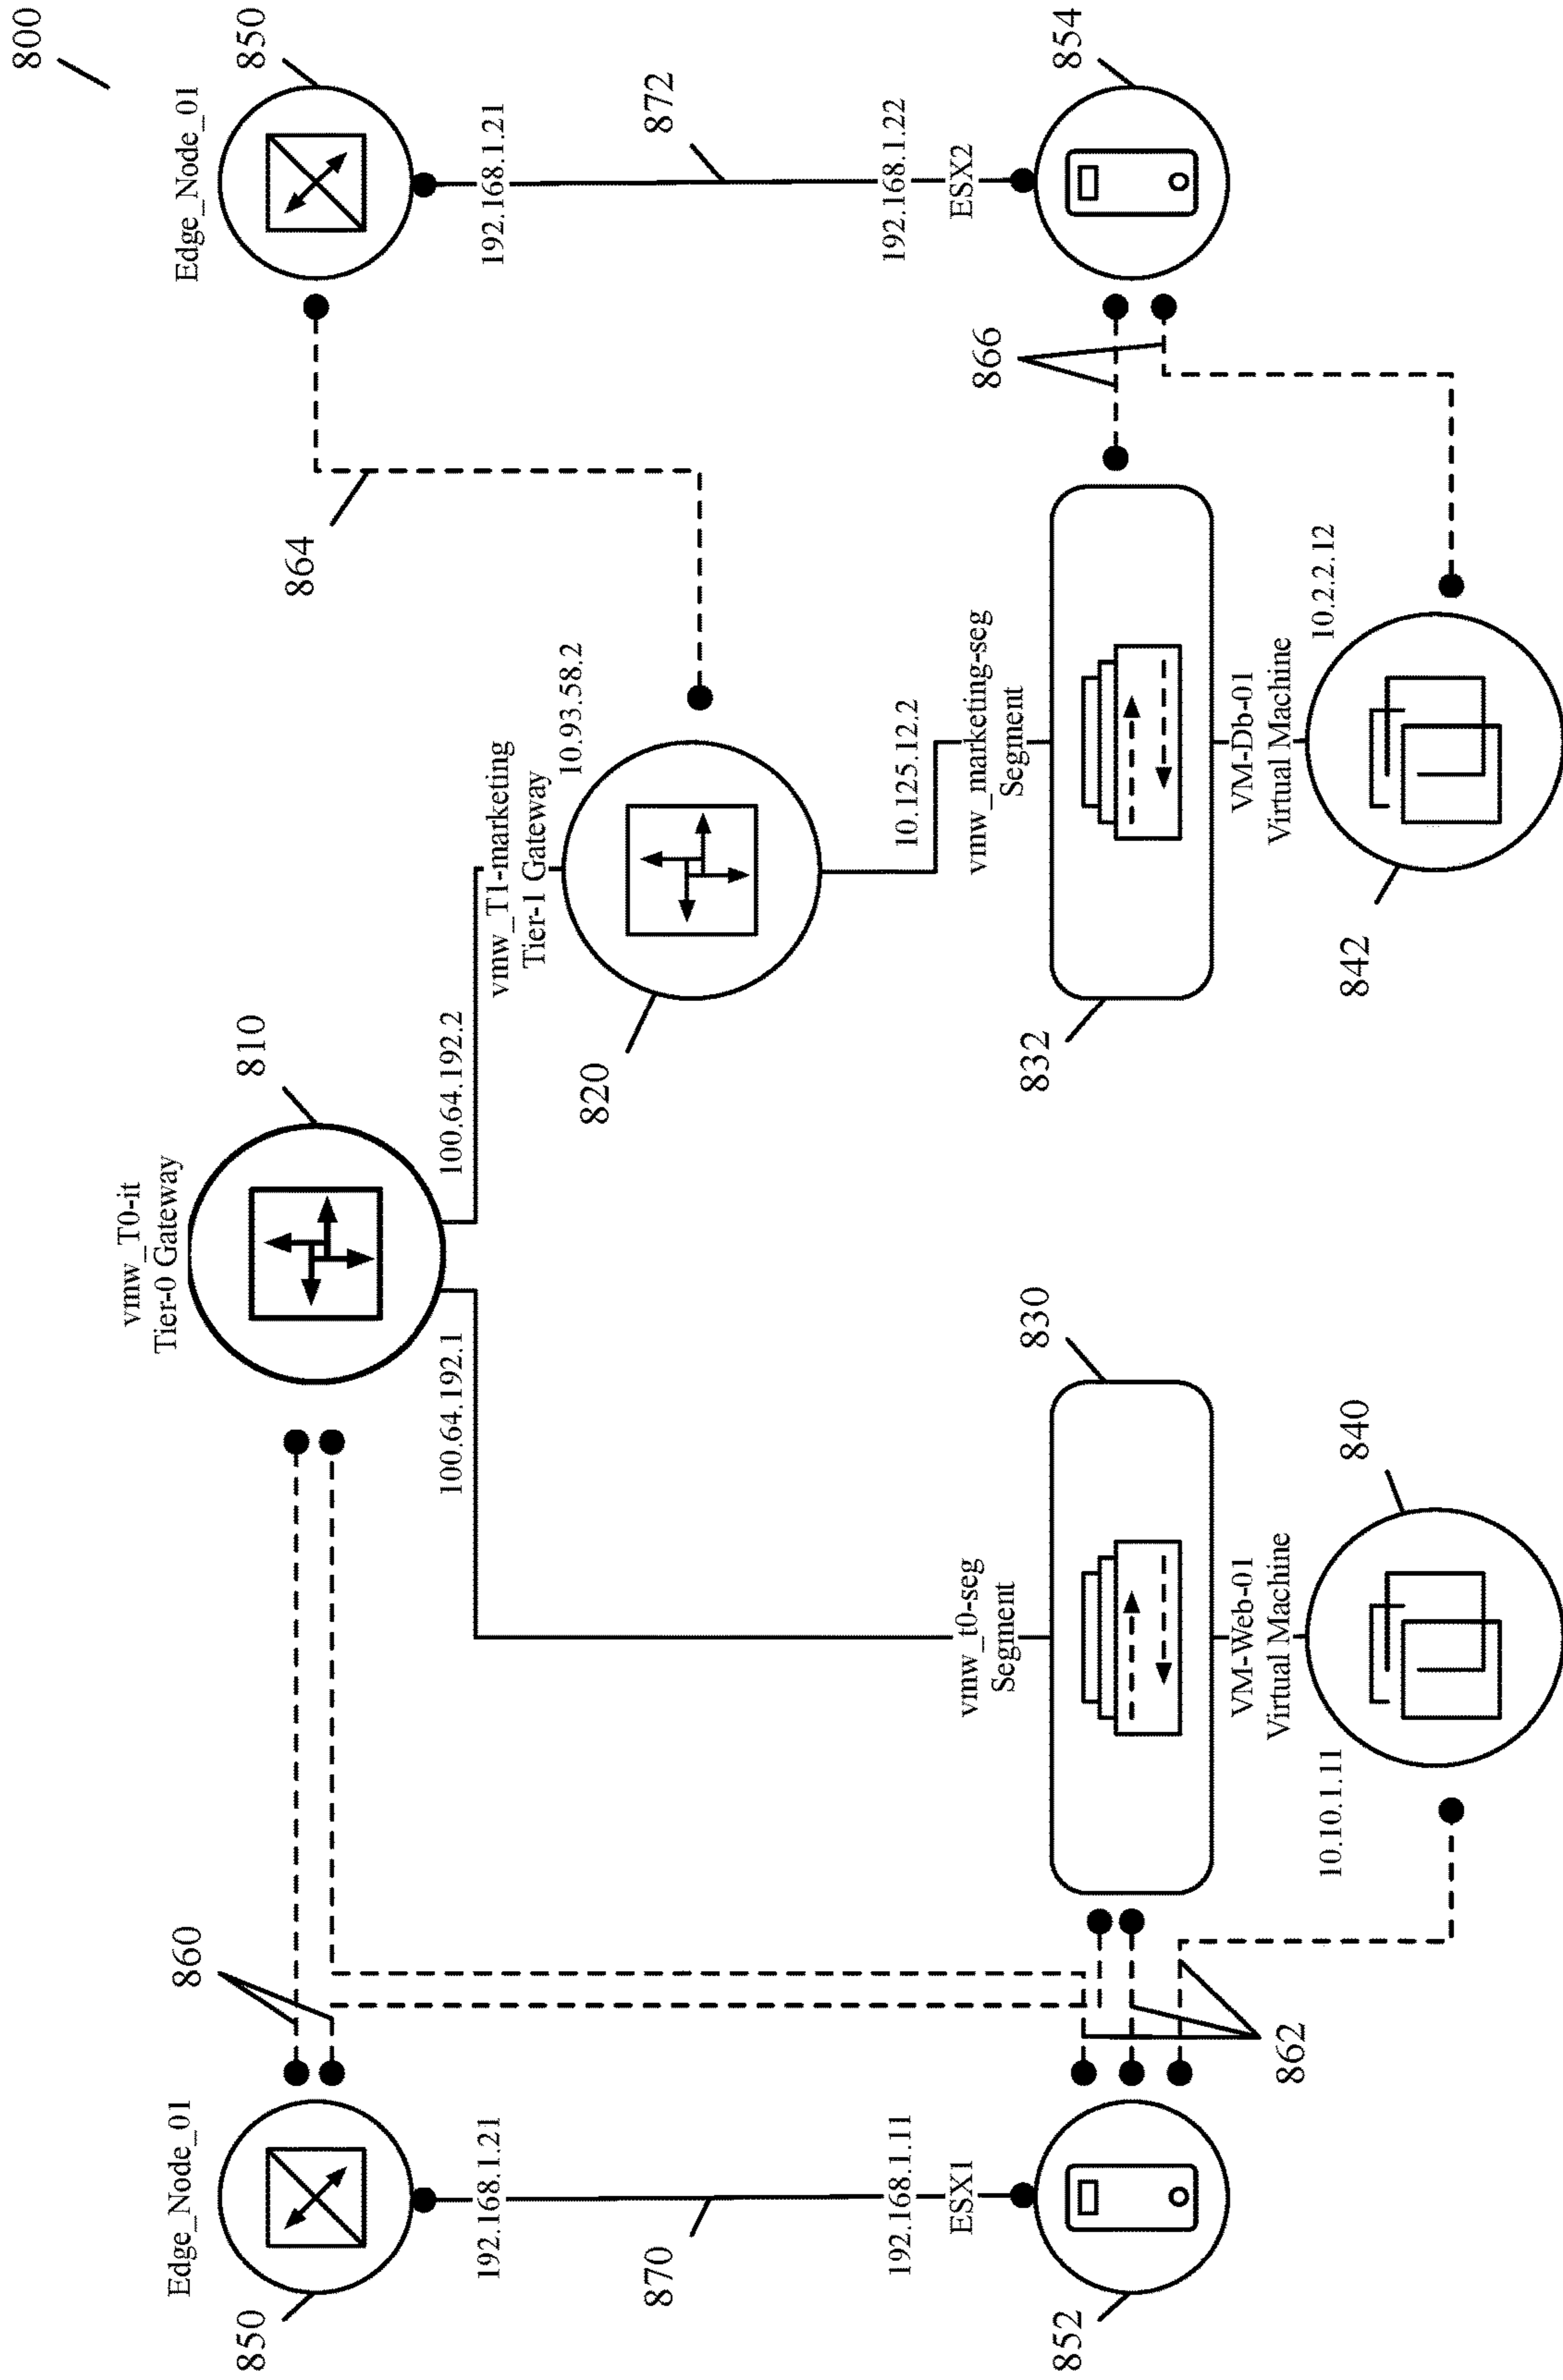 800
vmw_T0-it
Tier-0 Gateway
810
Edge_Node_01
850
Edge_Node_01
850
860
864
100.64.192.1
100.64.192.2
192.168.1.21
192.168.1.21
vmw_T1-marketing
Tier-1 Gateway
10.93.58.2
820
870
872
10.125.12.2
192.168.1.11
ESX1
192.168.1.22
ESX2
vmw_t0-seg
Segment
vmw_marketing-seg
Segment
830
832
866
852
854
862
VM-Web-01
Virtual Machine
VM-Db-01
Virtual Machine
10.10.1.11
10.2.2.12
840
842